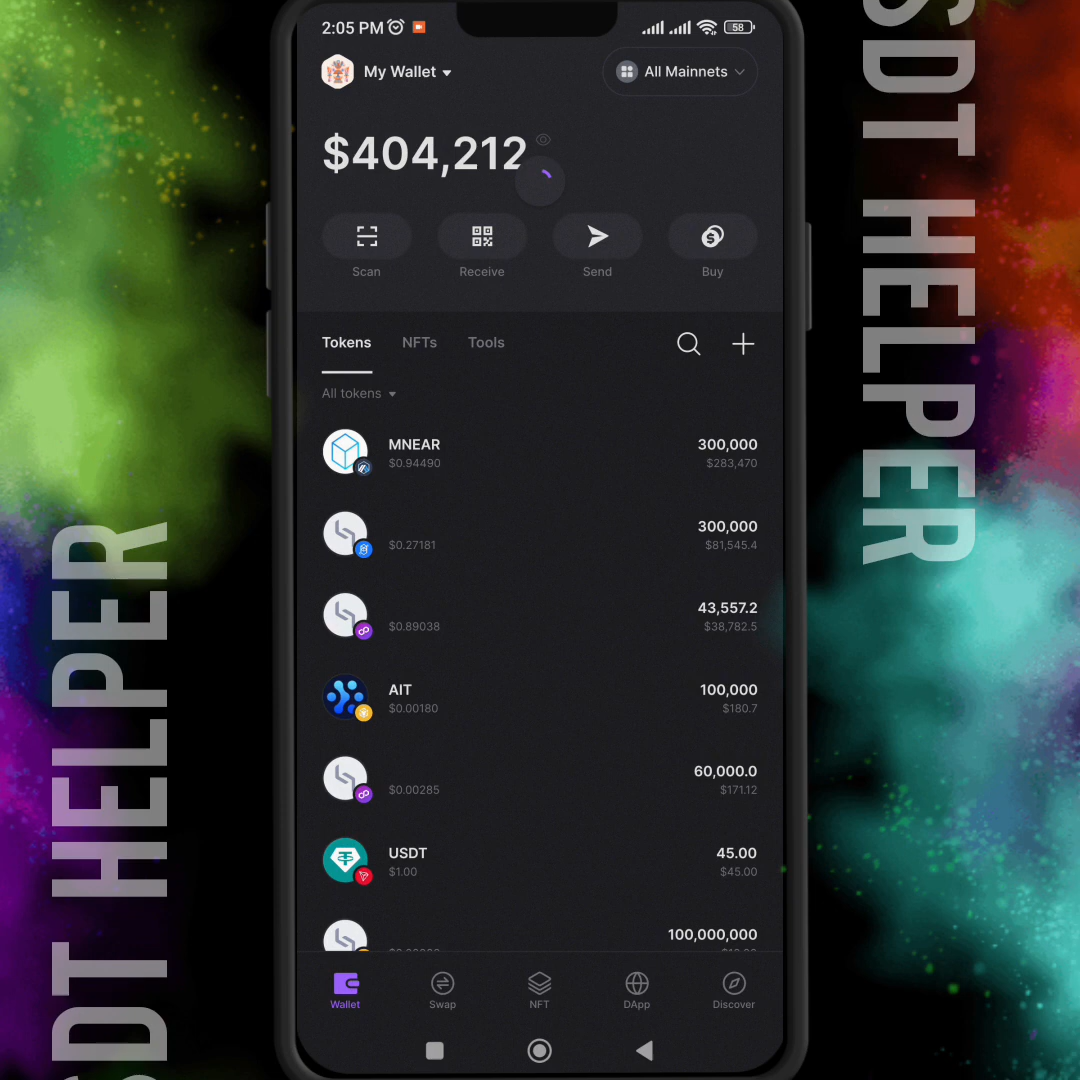 2:05 PM
58
My Wallet
All Mainnets
$404,212
Scan
Receive
Send
Buy
Tokens
NFTs
Tools
All tokens
MNEAR
300,000
$0.94490
$283,470
300,000
$0.27181
$81,545.4
43,557.2
$0.89038
$38,782.5
AIT
100,000
$0.00180
$180.7
60,000.0
$0.00285
$171.12
USDT
45.00
$1.00
$45.00
100,000,000
Wallet
Swap
NFT
DApp
Discover
SDT HELPER
SDT HELPER